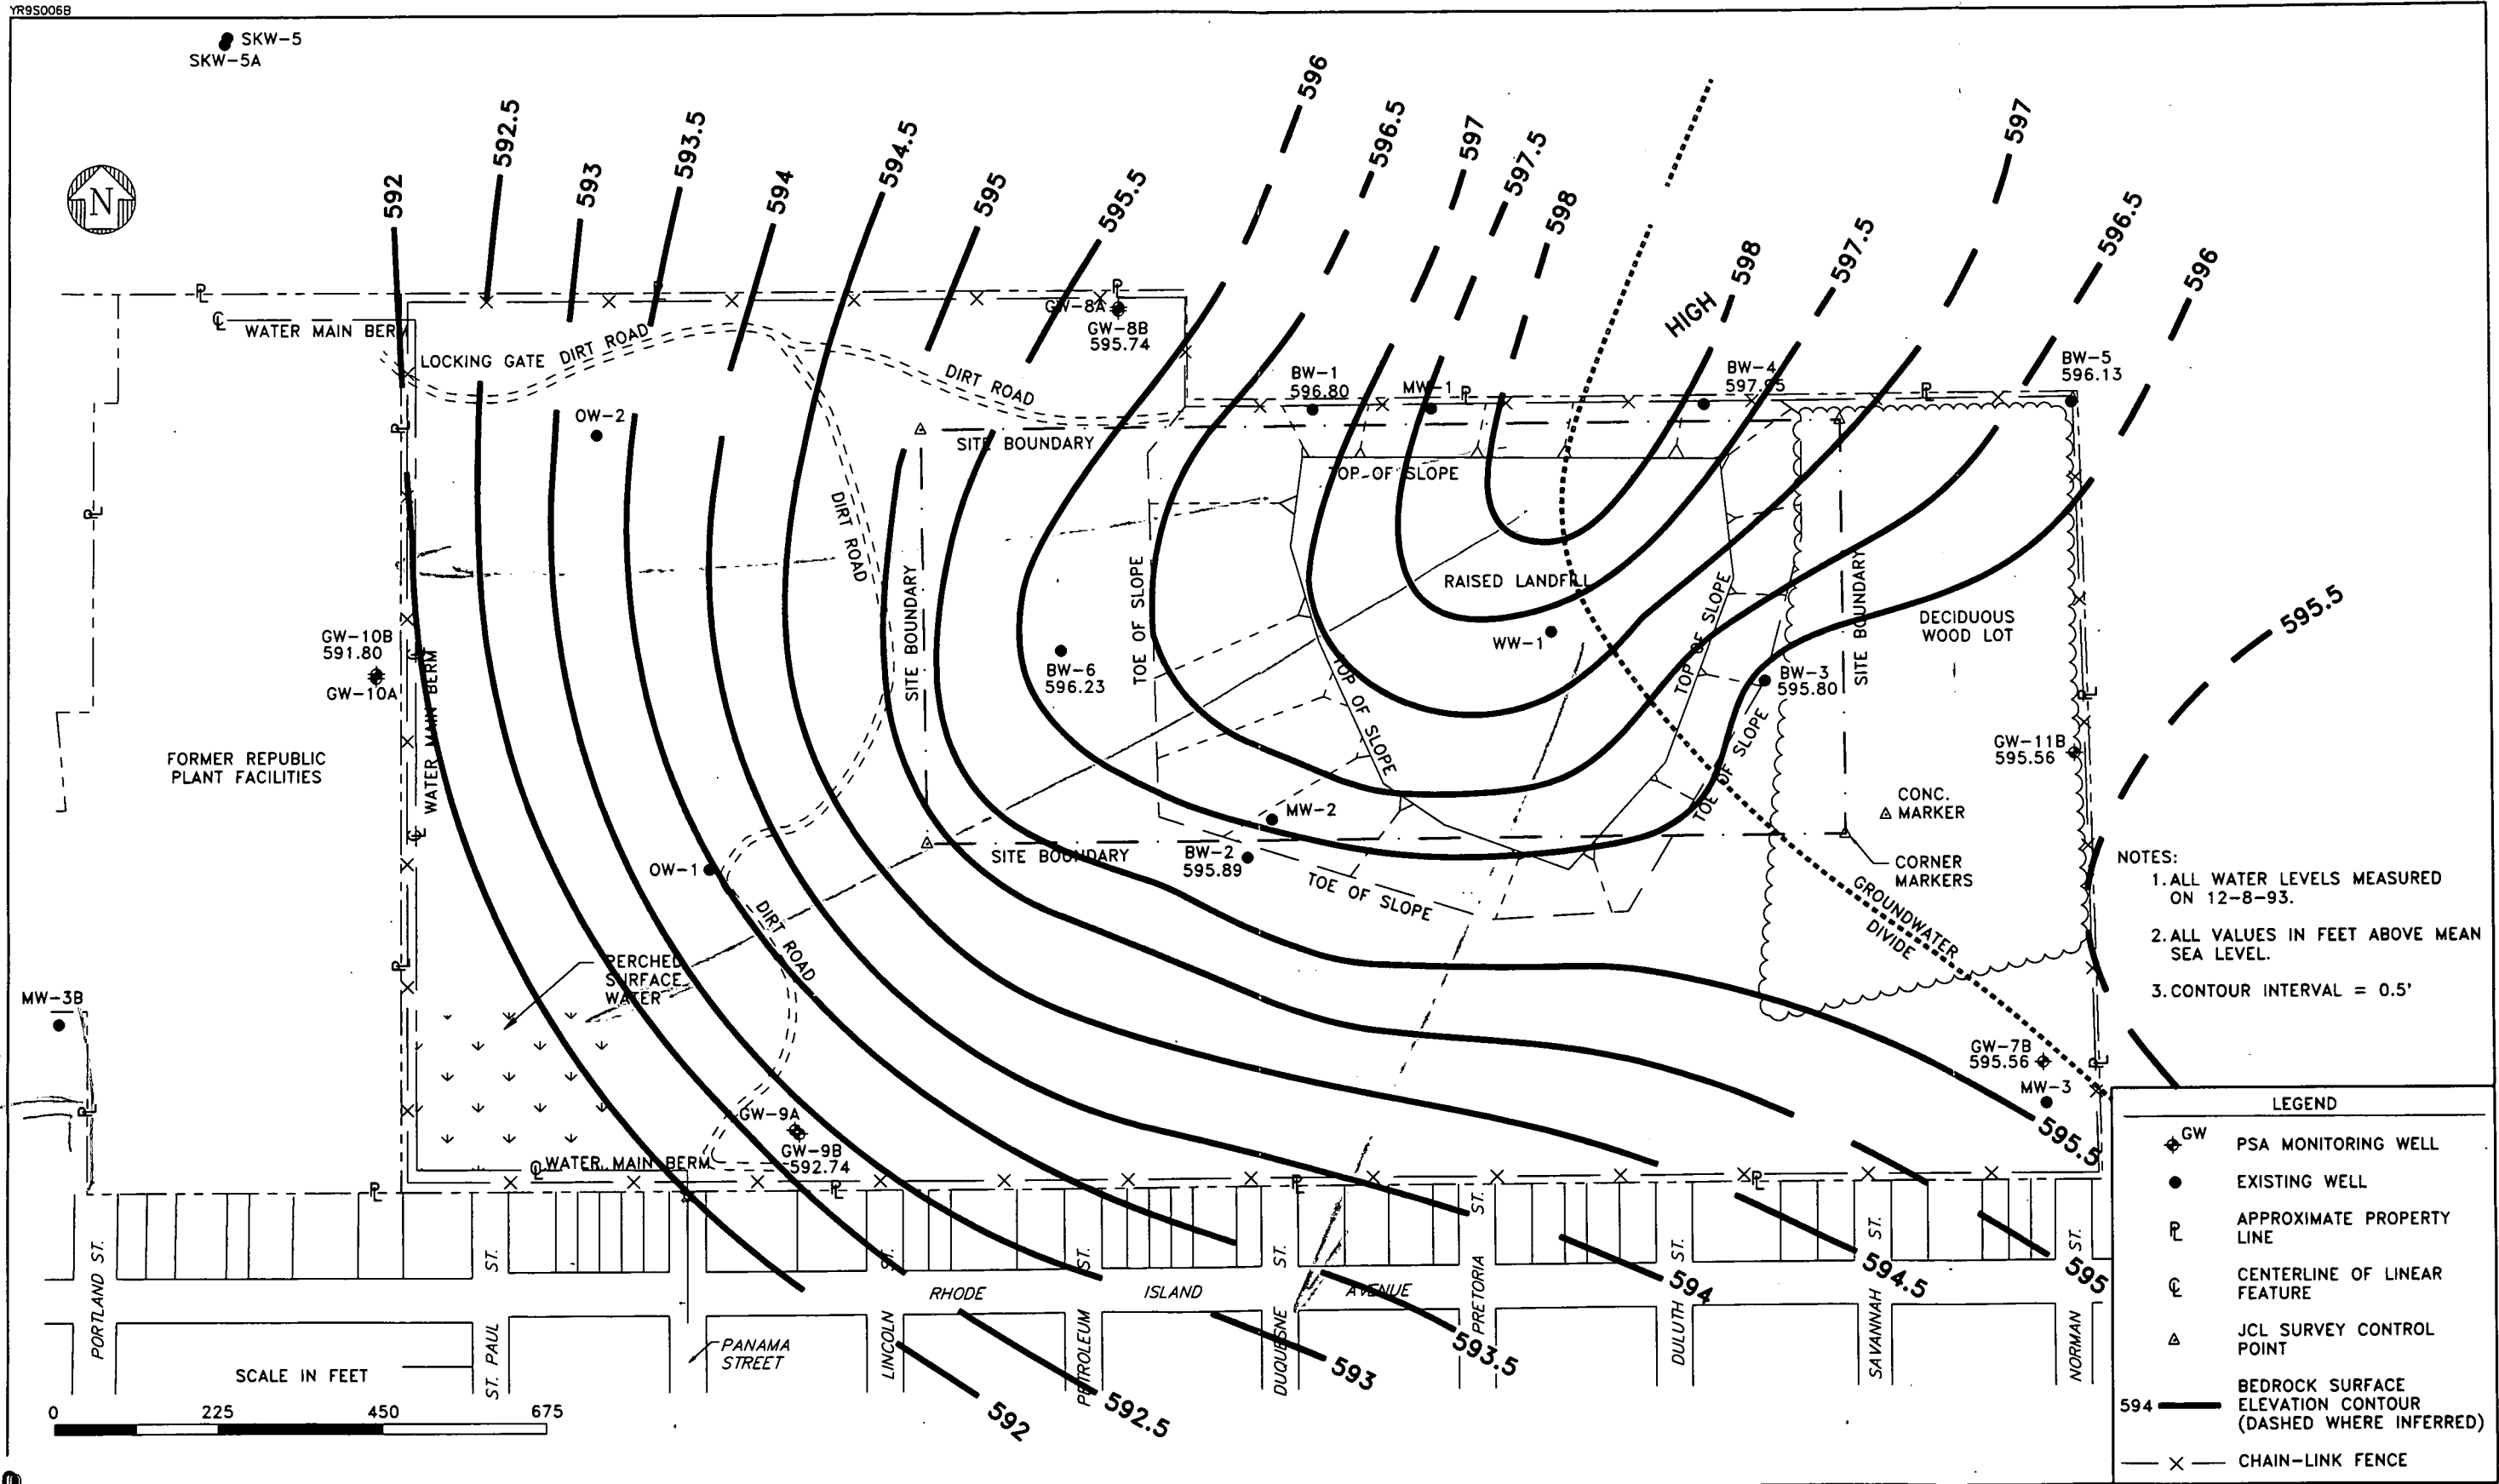 YR9S006B
SKW-5
SKW-5A
N
592
592.5
593
593.5
594
594.5
595
595.5
596
596.5
597
597.5
598
HIGH
598
597.5
597
596.5
596
595.5
WATER MAIN BERM
LOCKING GATE
DIRT ROAD
GW-8A
GW-8B
595.74
DIRT ROAD
BW-1
596.80
MW-1
BW-4
597.95
BW-5
596.13
OW-2
SITE BOUNDARY
TOP OF SLOPE
DIRT ROAD
SITE BOUNDARY
TOE OF SLOPE
RAISED LANDFILL
TOP OF SLOPE
SITE BOUNDARY
DECIDUOUS
WOOD LOT
GW-10B
591.80
GW-10A
WATER MAIN BERM
BW-6
596.23
WW-1
TOP OF SLOPE
BW-3
595.80
TOE OF SLOPE
FORMER REPUBLIC
PLANT FACILITIES
GW-11B
595.56
CONC.
MARKER
MW-2
OW-1
SITE BOUNDARY
BW-2
595.89
TOE OF SLOPE
CORNER
MARKERS
GROUNDWATER
DIVIDE
NOTES:
1. ALL WATER LEVELS MEASURED
ON 12-8-93.
2. ALL VALUES IN FEET ABOVE MEAN
SEA LEVEL.
3. CONTOUR INTERVAL = 0.5'
DIRT ROAD
PERCHED
SURFACE
WATER
MW-3B
GW-7B
595.56
MW-3
595.5
GW-9A
GW-9B
592.74
WATER MAIN BERM
PORTLAND ST.
ST. PAUL
ST.
PANAMA
STREET
LINCOLN
ST.
RHODE
ISLAND
AVENUE
PETROLEUM
ST.
DUQUESNE
ST.
PRETORIA
ST.
DULUTH
ST.
SAVANNAH
ST.
NORMAN
ST.
592
592.5
593
593.5
594
594.5
595
SCALE IN FEET
0 225 450 675
LEGEND
GW PSA MONITORING WELL
EXISTING WELL
PL APPROXIMATE PROPERTY
LINE
CL CENTERLINE OF LINEAR
FEATURE
JCL SURVEY CONTROL
POINT
594 BEDROCK SURFACE
ELEVATION CONTOUR
(DASHED WHERE INFERRED)
X CHAIN-LINK FENCE